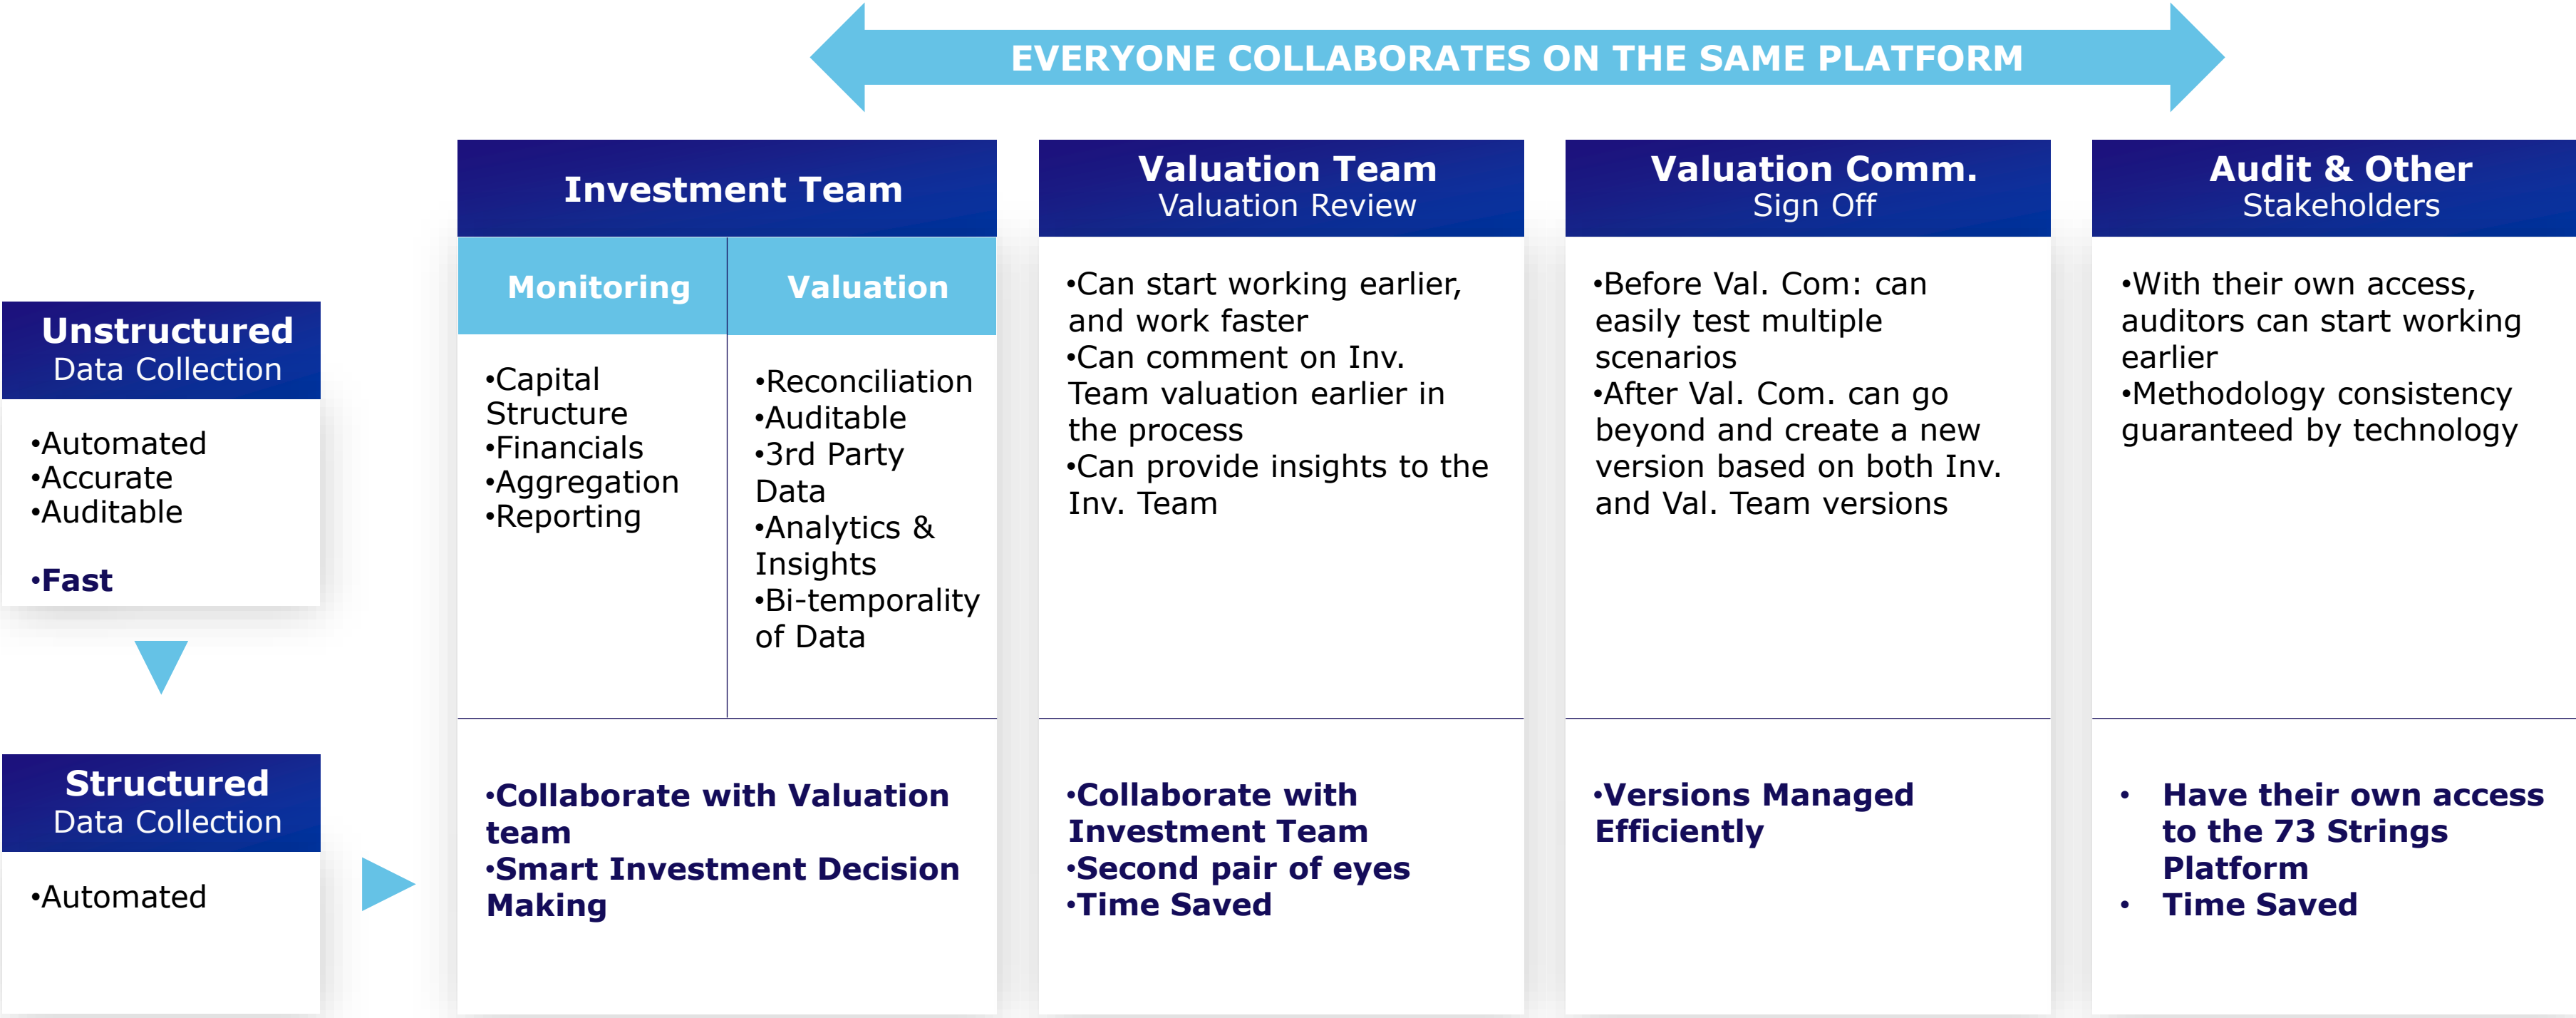 EVERYONE COLLABORATES ON THE SAME PLATFORM
Unstructured
Data Collection
•Automated
•Accurate
•Auditable
•Fast
Structured
Data Collection
•Automated
Investment Team
Monitoring
•Capital
Structure
•Financials
•Aggregation
•Reporting
Valuation
•Reconciliation
•Auditable
•3rd Party
Data
•Analytics &
Insights
•Bi-temporality
of Data
•Collaborate with Valuation
team
•Smart Investment Decision
Making
Valuation Team
Valuation Review
•Can start working earlier,
and work faster
•Can comment on Inv.
Team valuation earlier in
the process
•Can provide insights to the
Inv. Team
•Collaborate with
Investment Team
•Second pair of eyes
•Time Saved
Valuation Comm.
Sign Off
•Before Val. Com: can
easily test multiple
scenarios
•After Val. Com. can go
beyond and create a new
version based on both Inv.
and Val. Team versions
•Versions Managed
Efficiently
Audit & Other
Stakeholders
•With their own access,
auditors can start working
earlier
•Methodology consistency
guaranteed by technology
• Have their own access
to the 73 Strings
Platform
• Time Saved